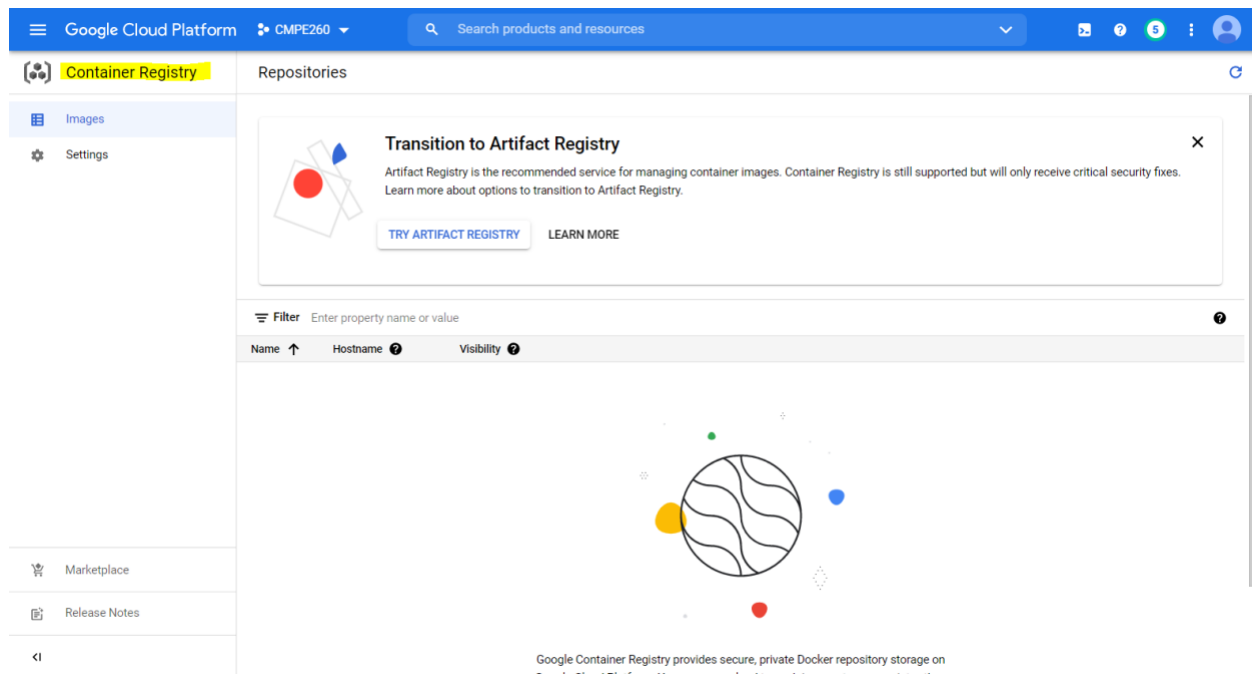 Google Cloud Platform CMPE260 Search products and resources 5
Container Registry Repositories
Images
Settings
Transition to Artifact Registry
Artifact Registry is the recommended service for managing container images. Container Registry is still supported but will only receive critical security fixes.
Learn more about options to transition to Artifact Registry.
TRY ARTIFACT REGISTRY LEARN MORE
Filter Enter property name or value
Name Hostname Visibility
Marketplace
Release Notes
Google Container Registry provides secure, private Docker repository storage on